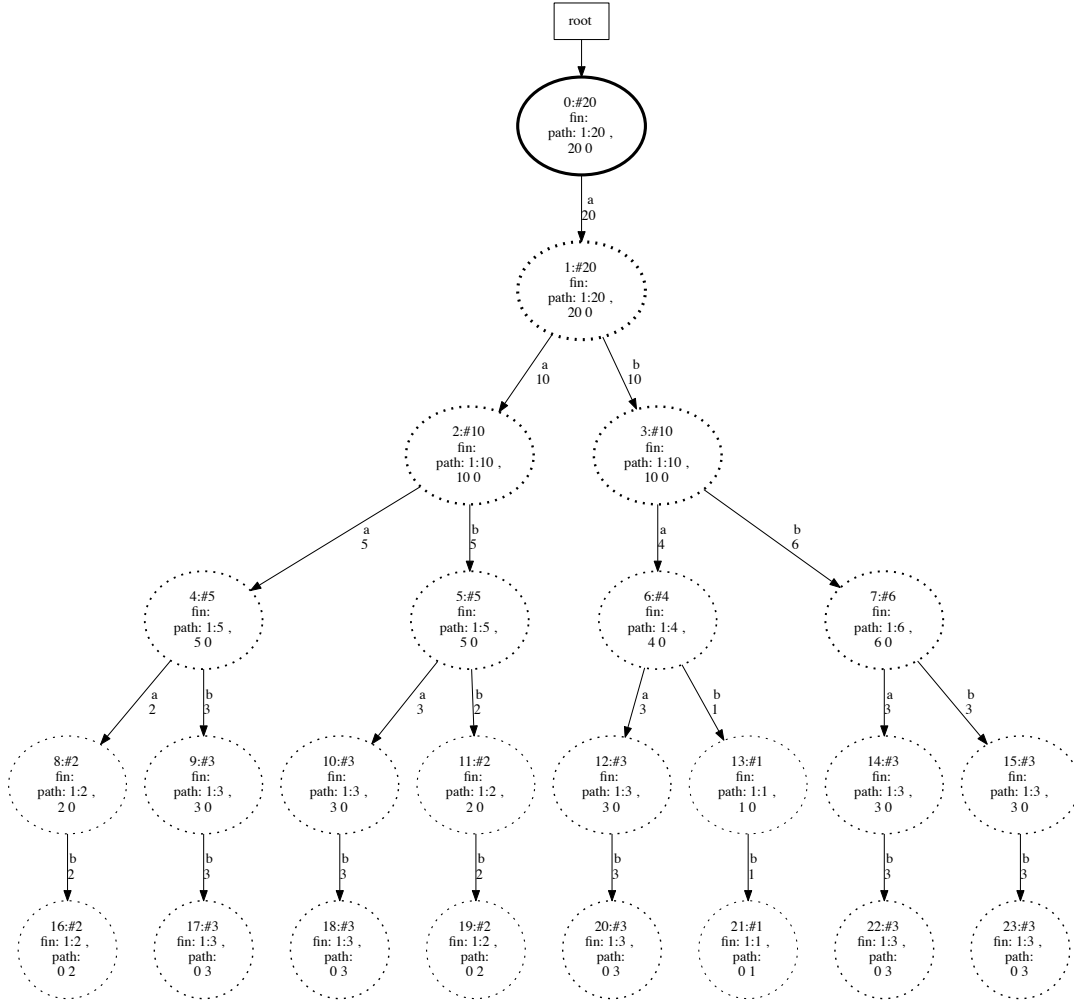 root
0:#20
fin:
path: 1:20 ,
20 0
a
20
1:#20
fin:
path: 1:20 ,
20 0
a
10
b
10
2:#10
fin:
path: 1:10 ,
10 0
3:#10
fin:
path: 1:10 ,
10 0
a
5
b
5
a
4
b
6
4:#5
fin:
path: 1:5 ,
5 0
5:#5
fin:
path: 1:5 ,
5 0
6:#4
fin:
path: 1:4 ,
4 0
7:#6
fin:
path: 1:6 ,
6 0
a
2
b
3
a
3
b
2
a
3
b
1
a
3
b
3
8:#2
fin:
path: 1:2 ,
2 0
9:#3
fin:
path: 1:3 ,
3 0
10:#3
fin:
path: 1:3 ,
3 0
11:#2
fin:
path: 1:2 ,
2 0
12:#3
fin:
path: 1:3 ,
3 0
13:#1
fin:
path: 1:1 ,
1 0
14:#3
fin:
path: 1:3 ,
3 0
15:#3
fin:
path: 1:3 ,
3 0
b
2
b
3
b
3
b
2
b
3
b
1
b
3
b
3
16:#2
fin: 1:2 ,
path:
0 2
17:#3
fin: 1:3 ,
path:
0 3
18:#3
fin: 1:3 ,
path:
0 3
19:#2
fin: 1:2 ,
path:
0 2
20:#3
fin: 1:3 ,
path:
0 3
21:#1
fin: 1:1 ,
path:
0 1
22:#3
fin: 1:3 ,
path:
0 3
23:#3
fin: 1:3 ,
path:
0 3